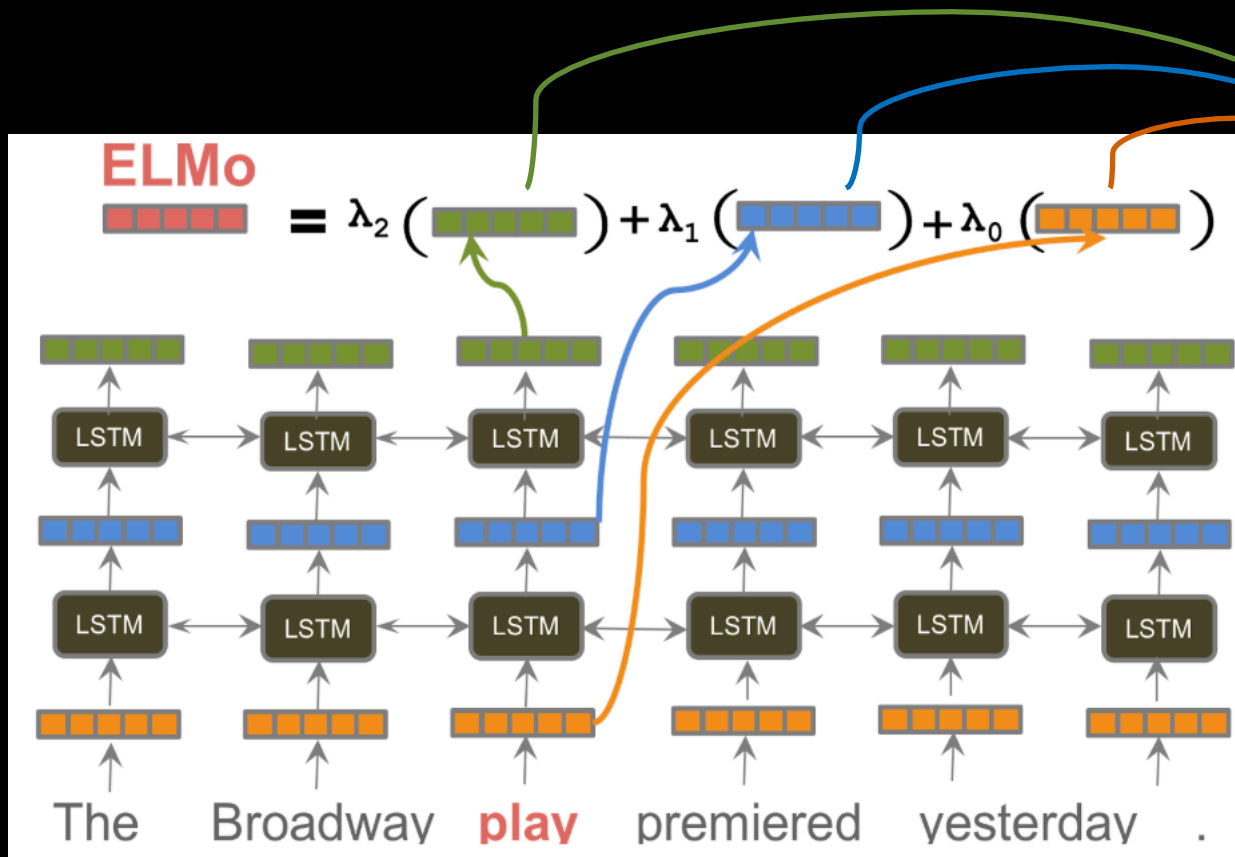 ELMo
= λ₂ ( ) + λ₁ ( ) + λ₀ ( )
LSTM LSTM LSTM LSTM LSTM LSTM
LSTM LSTM LSTM LSTM LSTM LSTM
The Broadway play premiered yesterday .